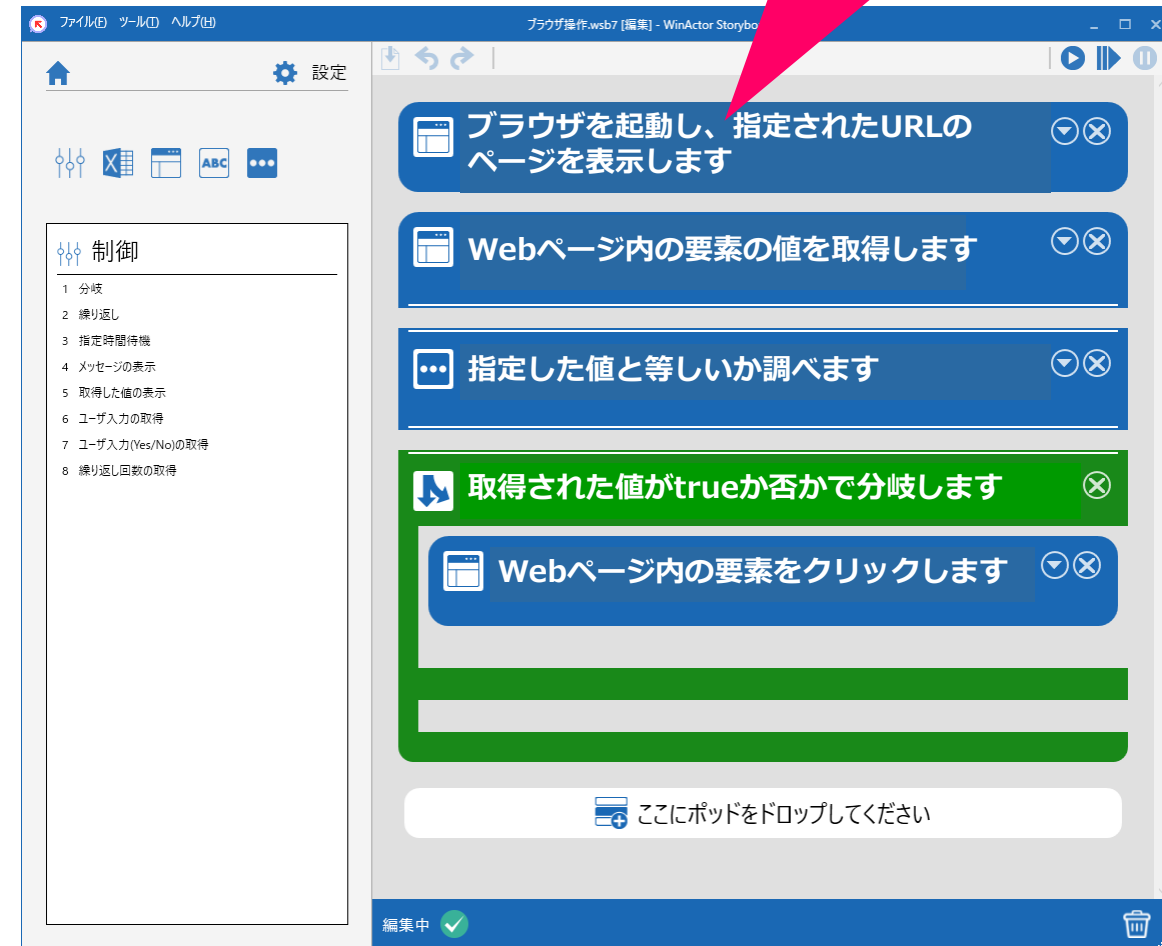 ファイル(F) ツール(T) ヘルプ(H)
ブラウザ操作.wsb7 [編集] - WinActor Storybo
設定
ABC
制御
1 分岐
2 繰り返し
3 指定時間待機
4 メッセージの表示
5 取得した値の表示
6 ユーザ入力の取得
7 ユーザ入力(Yes/No)の取得
8 繰り返し回数の取得
ブラウザを起動し、指定されたURLの
ページを表示します
Webページ内の要素の値を取得します
指定した値と等しいか調べます
取得された値がtrueか否かで分岐します
Webページ内の要素をクリックします
ここにポッドをドロップしてください
編集中